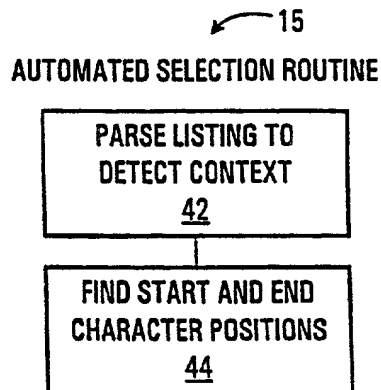 15
AUTOMATED SELECTION ROUTINE
PARSE LISTING TO
DETECT CONTEXT
42
FIND START AND END
CHARACTER POSITIONS
44